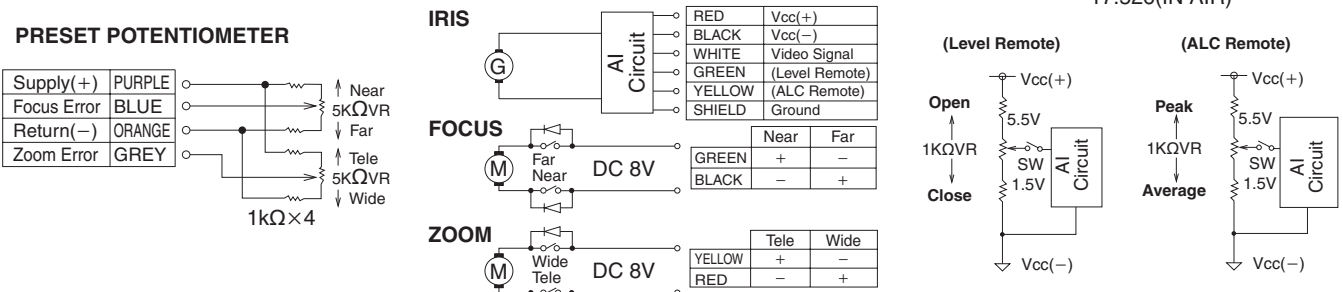 17.526(IN AIR)
PRESET POTENTIOMETER
Supply(+) PURPLE
Focus Error BLUE
Return(−) ORANGE
Zoom Error GREY
Near
5KΩVR
Far
Tele
5KΩVR
Wide
1kΩ×4
IRIS
G
AI
Circuit
RED Vcc(+)
BLACK Vcc(−)
WHITE Video Signal
GREEN (Level Remote)
YELLOW (ALC Remote)
SHIELD Ground
FOCUS
M
Far
Near
DC 8V
Near Far
GREEN + −
BLACK − +
ZOOM
M
Wide
Tele
DC 8V
Tele Wide
YELLOW + −
RED − +
(Level Remote)
Vcc(+)
Open
5.5V
1KΩVR
SW
1.5V
Close
AI
Circuit
Vcc(−)
(ALC Remote)
Vcc(+)
Peak
5.5V
1KΩVR
SW
1.5V
Average
AI
Circuit
Vcc(−)